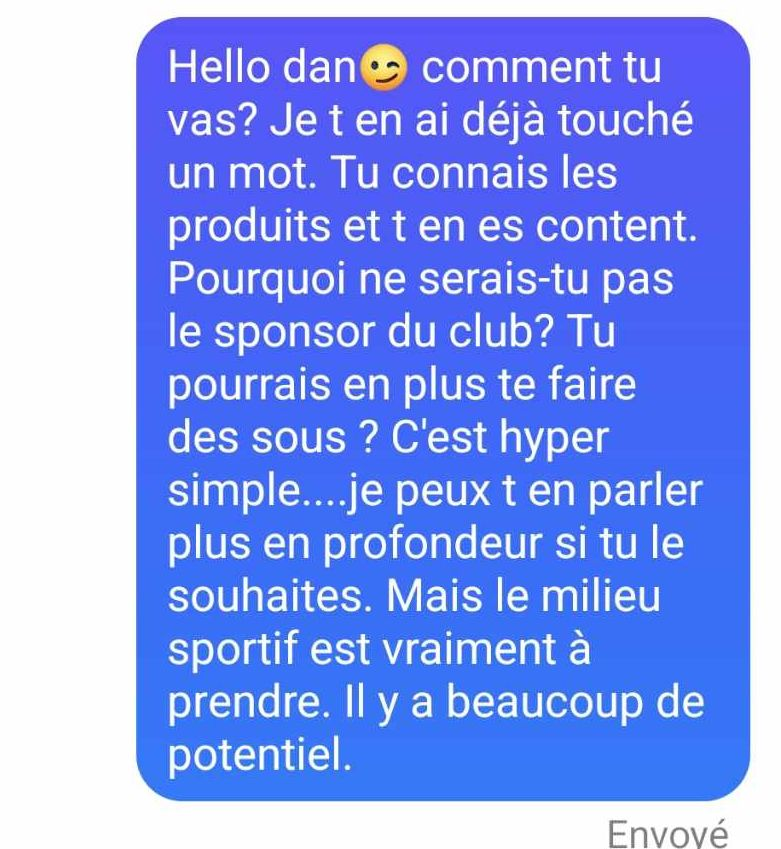 Hello dan😉 comment tu
vas? Je t en ai déjà touché
un mot. Tu connais les
produits et t en es content.
Pourquoi ne serais-tu pas
le sponsor du club? Tu
pourrais en plus te faire
des sous ? C'est hyper
simple....je peux t en parler
plus en profondeur si tu le
souhaites. Mais le milieu
sportif est vraiment à
prendre. Il y a beaucoup de
potentiel.
Envoyé